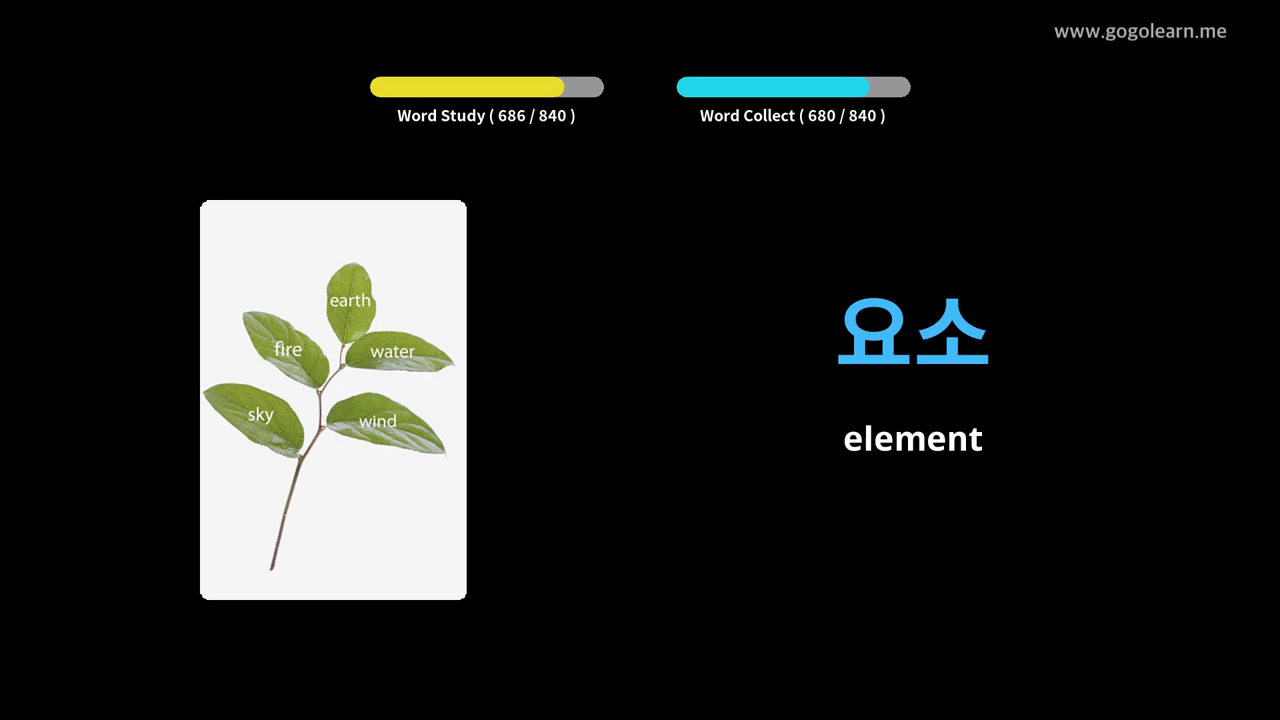 www.gogolearn.me
Word Study ( 686 / 840 )
Word Collect ( 680 / 840 )
earth
fire
water
sky
wind
요소
element